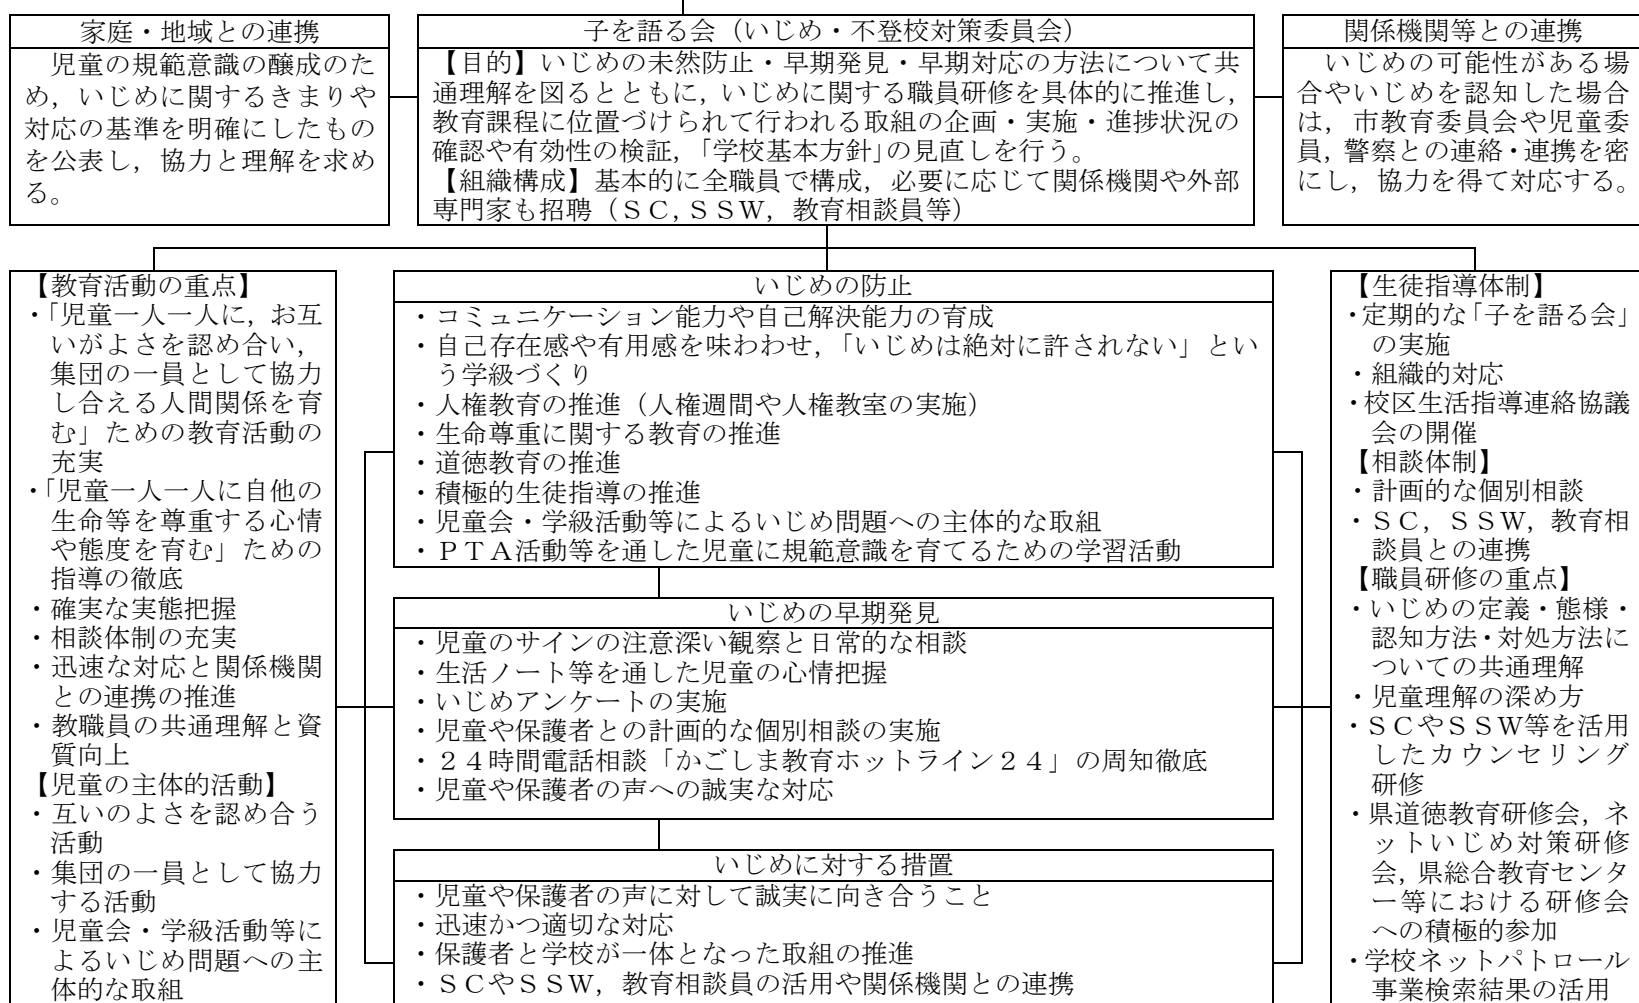 家庭・地域との連携
児童の規範意識の醸成のた
め，いじめに関するきまりや
対応の基準を明確にしたもの
を公表し，協力と理解を求め
る。
子を語る会（いじめ・不登校対策委員会）
【目的】いじめの未然防止・早期発見・早期対応の方法について共
通理解を図るとともに，いじめに関する職員研修を具体的に推進し，
教育課程に位置づけられて行われる取組の企画・実施・進捗状況の
確認や有効性の検証，「学校基本方針」の見直しを行う。
【組織構成】基本的に全職員で構成，必要に応じて関係機関や外部
専門家も招聘（ＳＣ，ＳＳＷ，教育相談員等）
関係機関等との連携
いじめの可能性がある場
合やいじめを認知した場合
は，市教育委員会や児童委
員，警察との連絡・連携を密
にし，協力を得て対応する。
【教育活動の重点】
・「児童一人一人に，お互
いがよさを認め合い，
集団の一員として協力
し合える人間関係を育
む」ための教育活動の
充実
・「児童一人一人に自他の
生命等を尊重する心情
や態度を育む」ための
指導の徹底
・確実な実態把握
・相談体制の充実
・迅速な対応と関係機関
との連携の推進
・教職員の共通理解と資
質向上
【児童の主体的活動】
・互いのよさを認め合う
活動
・集団の一員として協力
する活動
・児童会・学級活動等に
よるいじめ問題への主
体的な取組
いじめの防止
・コミュニケーション能力や自己解決能力の育成
・自己存在感や有用感を味わわせ，「いじめは絶対に許されない」とい
う学級づくり
・人権教育の推進（人権週間や人権教室の実施）
・生命尊重に関する教育の推進
・道徳教育の推進
・積極的生徒指導の推進
・児童会・学級活動等によるいじめ問題への主体的な取組
・ＰＴＡ活動等を通した児童に規範意識を育てるための学習活動
いじめの早期発見
・児童のサインの注意深い観察と日常的な相談
・生活ノート等を通した児童の心情把握
・いじめアンケートの実施
・児童や保護者との計画的な個別相談の実施
・２４時間電話相談「かごしま教育ホットライン２４」の周知徹底
・児童や保護者の声への誠実な対応
いじめに対する措置
・児童や保護者の声に対して誠実に向き合うこと
・迅速かつ適切な対応
・保護者と学校が一体となった取組の推進
・ＳＣやＳＳＷ，教育相談員の活用や関係機関との連携
【生徒指導体制】
・定期的な「子を語る会」
の実施
・組織的対応
・校区生活指導連絡協議
会の開催
【相談体制】
・計画的な個別相談
・ＳＣ，ＳＳＷ，教育相
談員との連携
【職員研修の重点】
・いじめの定義・態様・
認知方法・対処方法に
ついての共通理解
・児童理解の深め方
・ＳＣやＳＳＷ等を活用
したカウンセリング
研修
・県道徳教育研修会，ネ
ットいじめ対策研修
会，県総合教育センタ
ー等における研修会
への積極的参加
・学校ネットパトロール
事業検索結果の活用